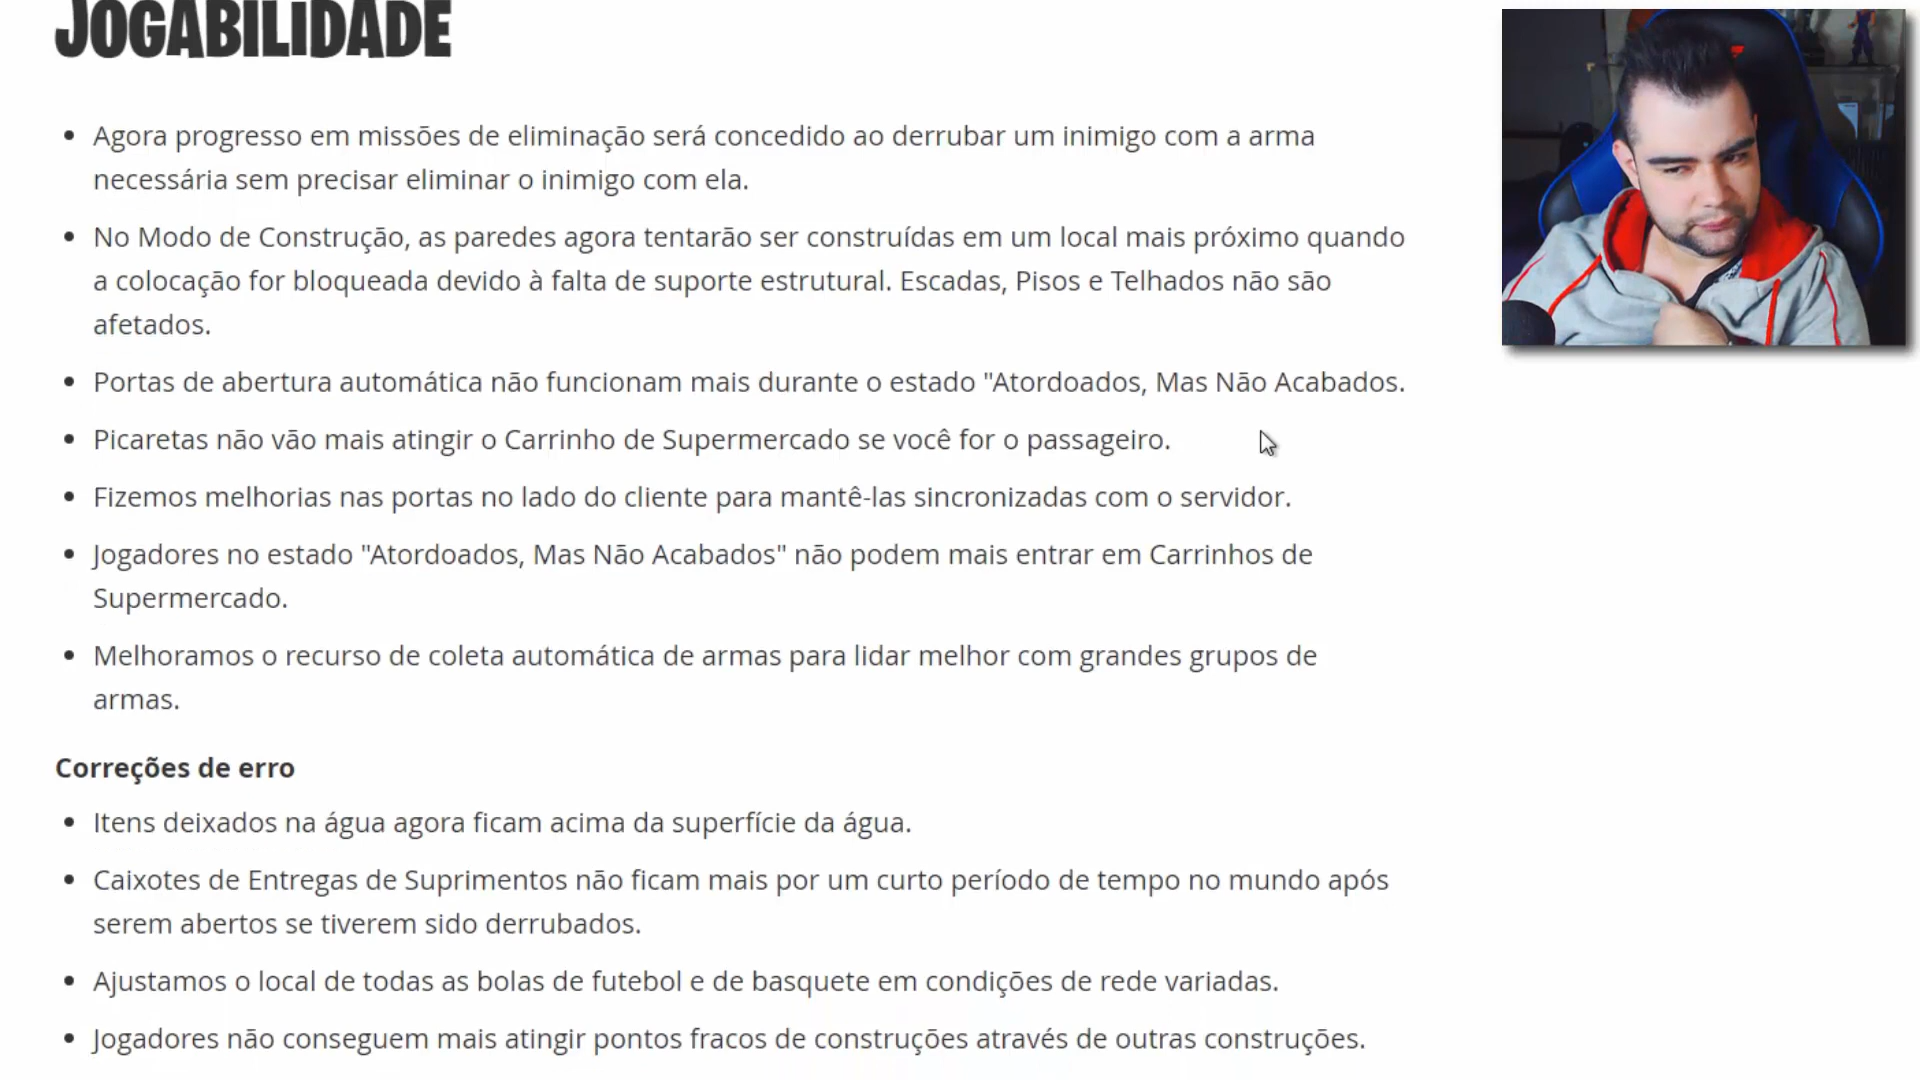 JOGABILIDADE
Agora progresso em missões de eliminação será concedido ao derrubar um inimigo com a arma
necessária sem precisar eliminar o inimigo com ela.
No Modo de Construção, as paredes agora tentarão ser construídas em um local mais próximo quando
a colocação for bloqueada devido à falta de suporte estrutural. Escadas, Pisos e Telhados não são
afetados.
Portas de abertura automática não funcionam mais durante o estado "Atordoados, Mas Não Acabados.
Picaretas não vão mais atingir o Carrinho de Supermercado se você for o passageiro.
Fizemos melhorias nas portas no lado do cliente para mantê-las sincronizadas com o servidor.
Jogadores no estado "Atordoados, Mas Não Acabados" não podem mais entrar em Carrinhos de
Supermercado.
Melhoramos o recurso de coleta automática de armas para lidar melhor com grandes grupos de
armas.
Correções de erro
Itens deixados na água agora ficam acima da superfície da água.
Caixotes de Entregas de Suprimentos não ficam mais por um curto período de tempo no mundo após
serem abertos se tiverem sido derrubados.
Ajustamos o local de todas as bolas de futebol e de basquete em condições de rede variadas.
Jogadores não conseguem mais atingir pontos fracos de construções através de outras construções.